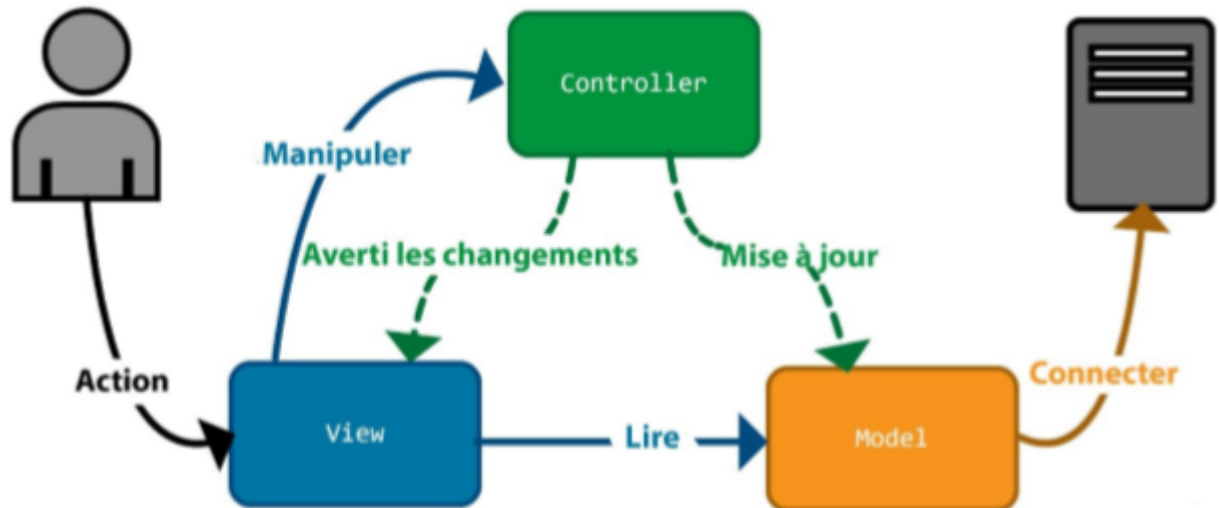 Controller
Manipuler
Averti les changements
Mise à jour
Action
Connecter
View
Lire
Model